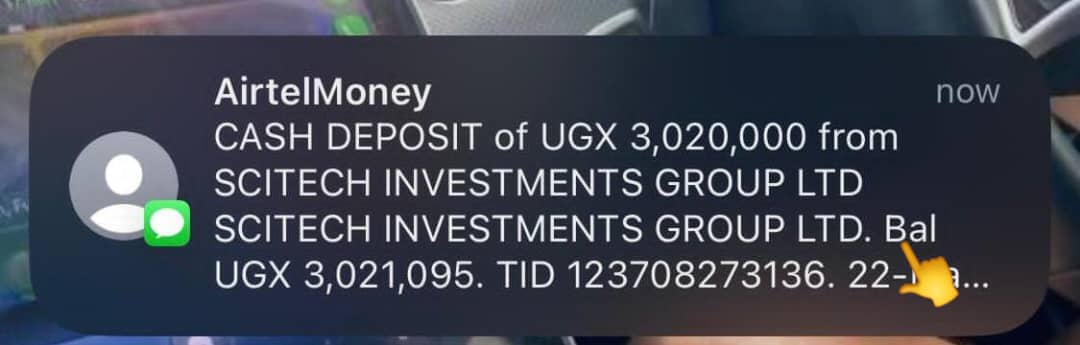 AirtelMoney now
CASH DEPOSIT of UGX 3,020,000 from
SCITECH INVESTMENTS GROUP LTD
SCITECH INVESTMENTS GROUP LTD. Bal
UGX 3,021,095. TID 123708273136. 22-